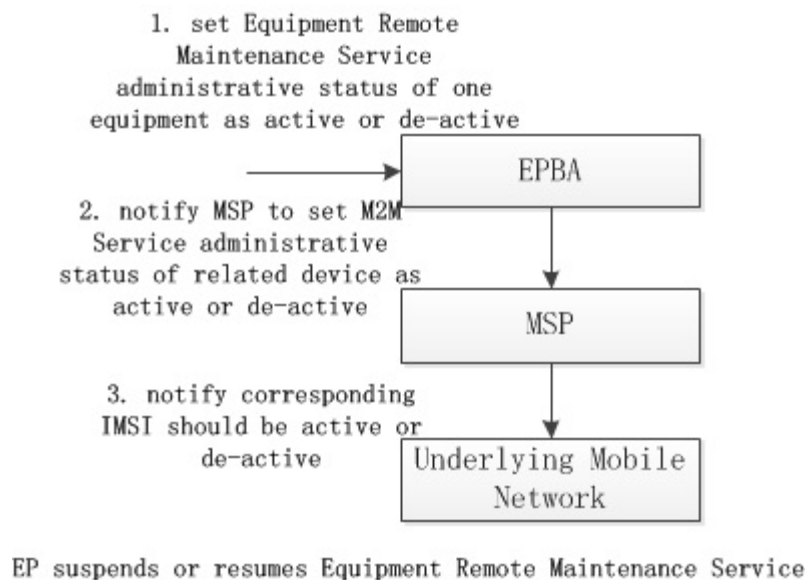 1. set Equipment Remote
Maintenance Service
administrative status of one
equipment as active or de-active
EPBA
2. notify MSP to set M2M
Service administrative
status of related device as
active or de-active
MSP
3. notify corresponding
IMSI should be active or
de-active
Underlying Mobile
Network
EP suspends or resumes Equipment Remote Maintenance Service